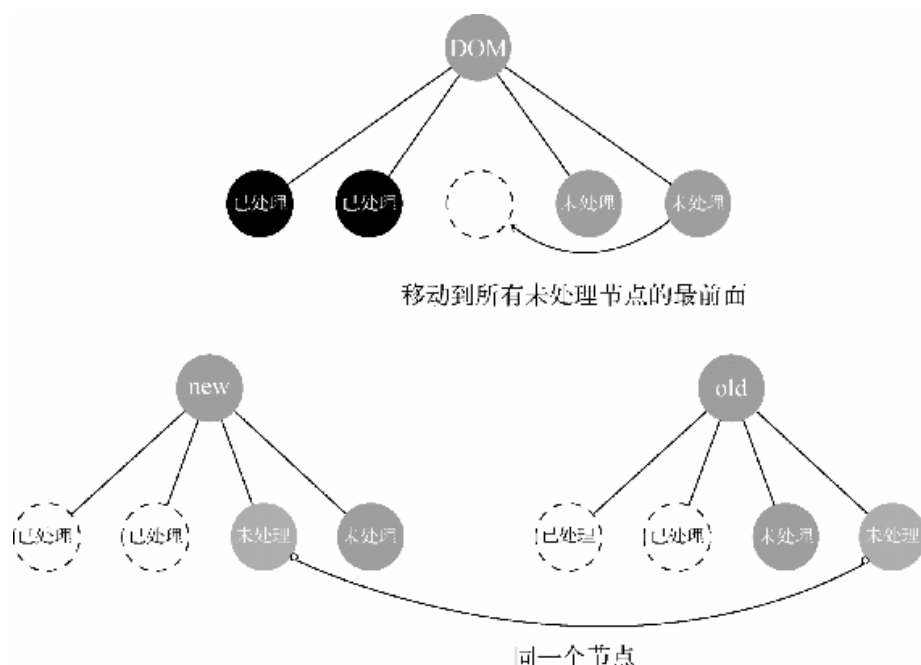 DOM
已处理 已处理 未处理 未处理
移动到所有未处理节点的最前面
new old
已处理 已处理 未处理 未处理 已处理 已处理 未处理 未处理
同一个节点